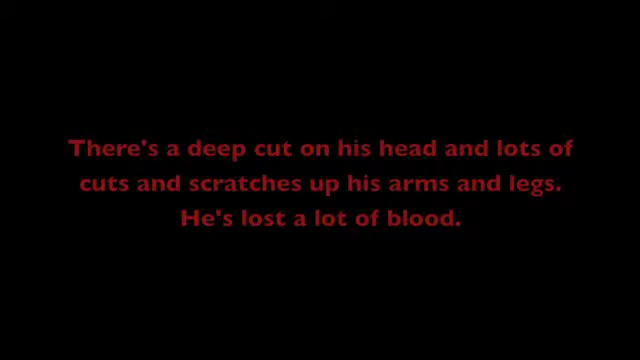 There's a deep cut on his head and lots of
cuts and scratches up his arms and legs.
He's lost a lot of blood.